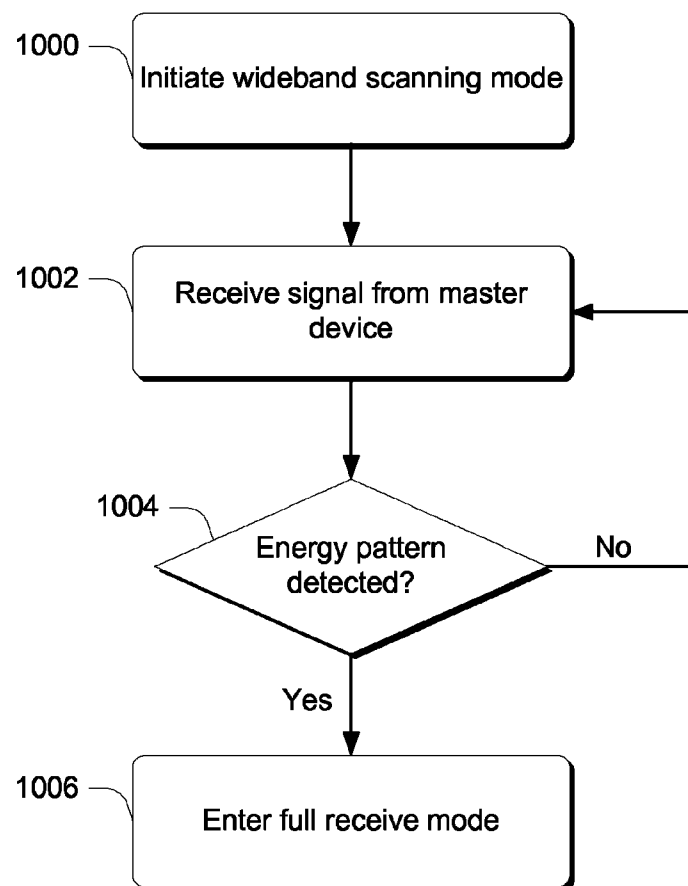 1000
Initiate wideband scanning mode
1002
Receive signal from master
device
1004
Energy pattern
detected?
No
Yes
1006
Enter full receive mode